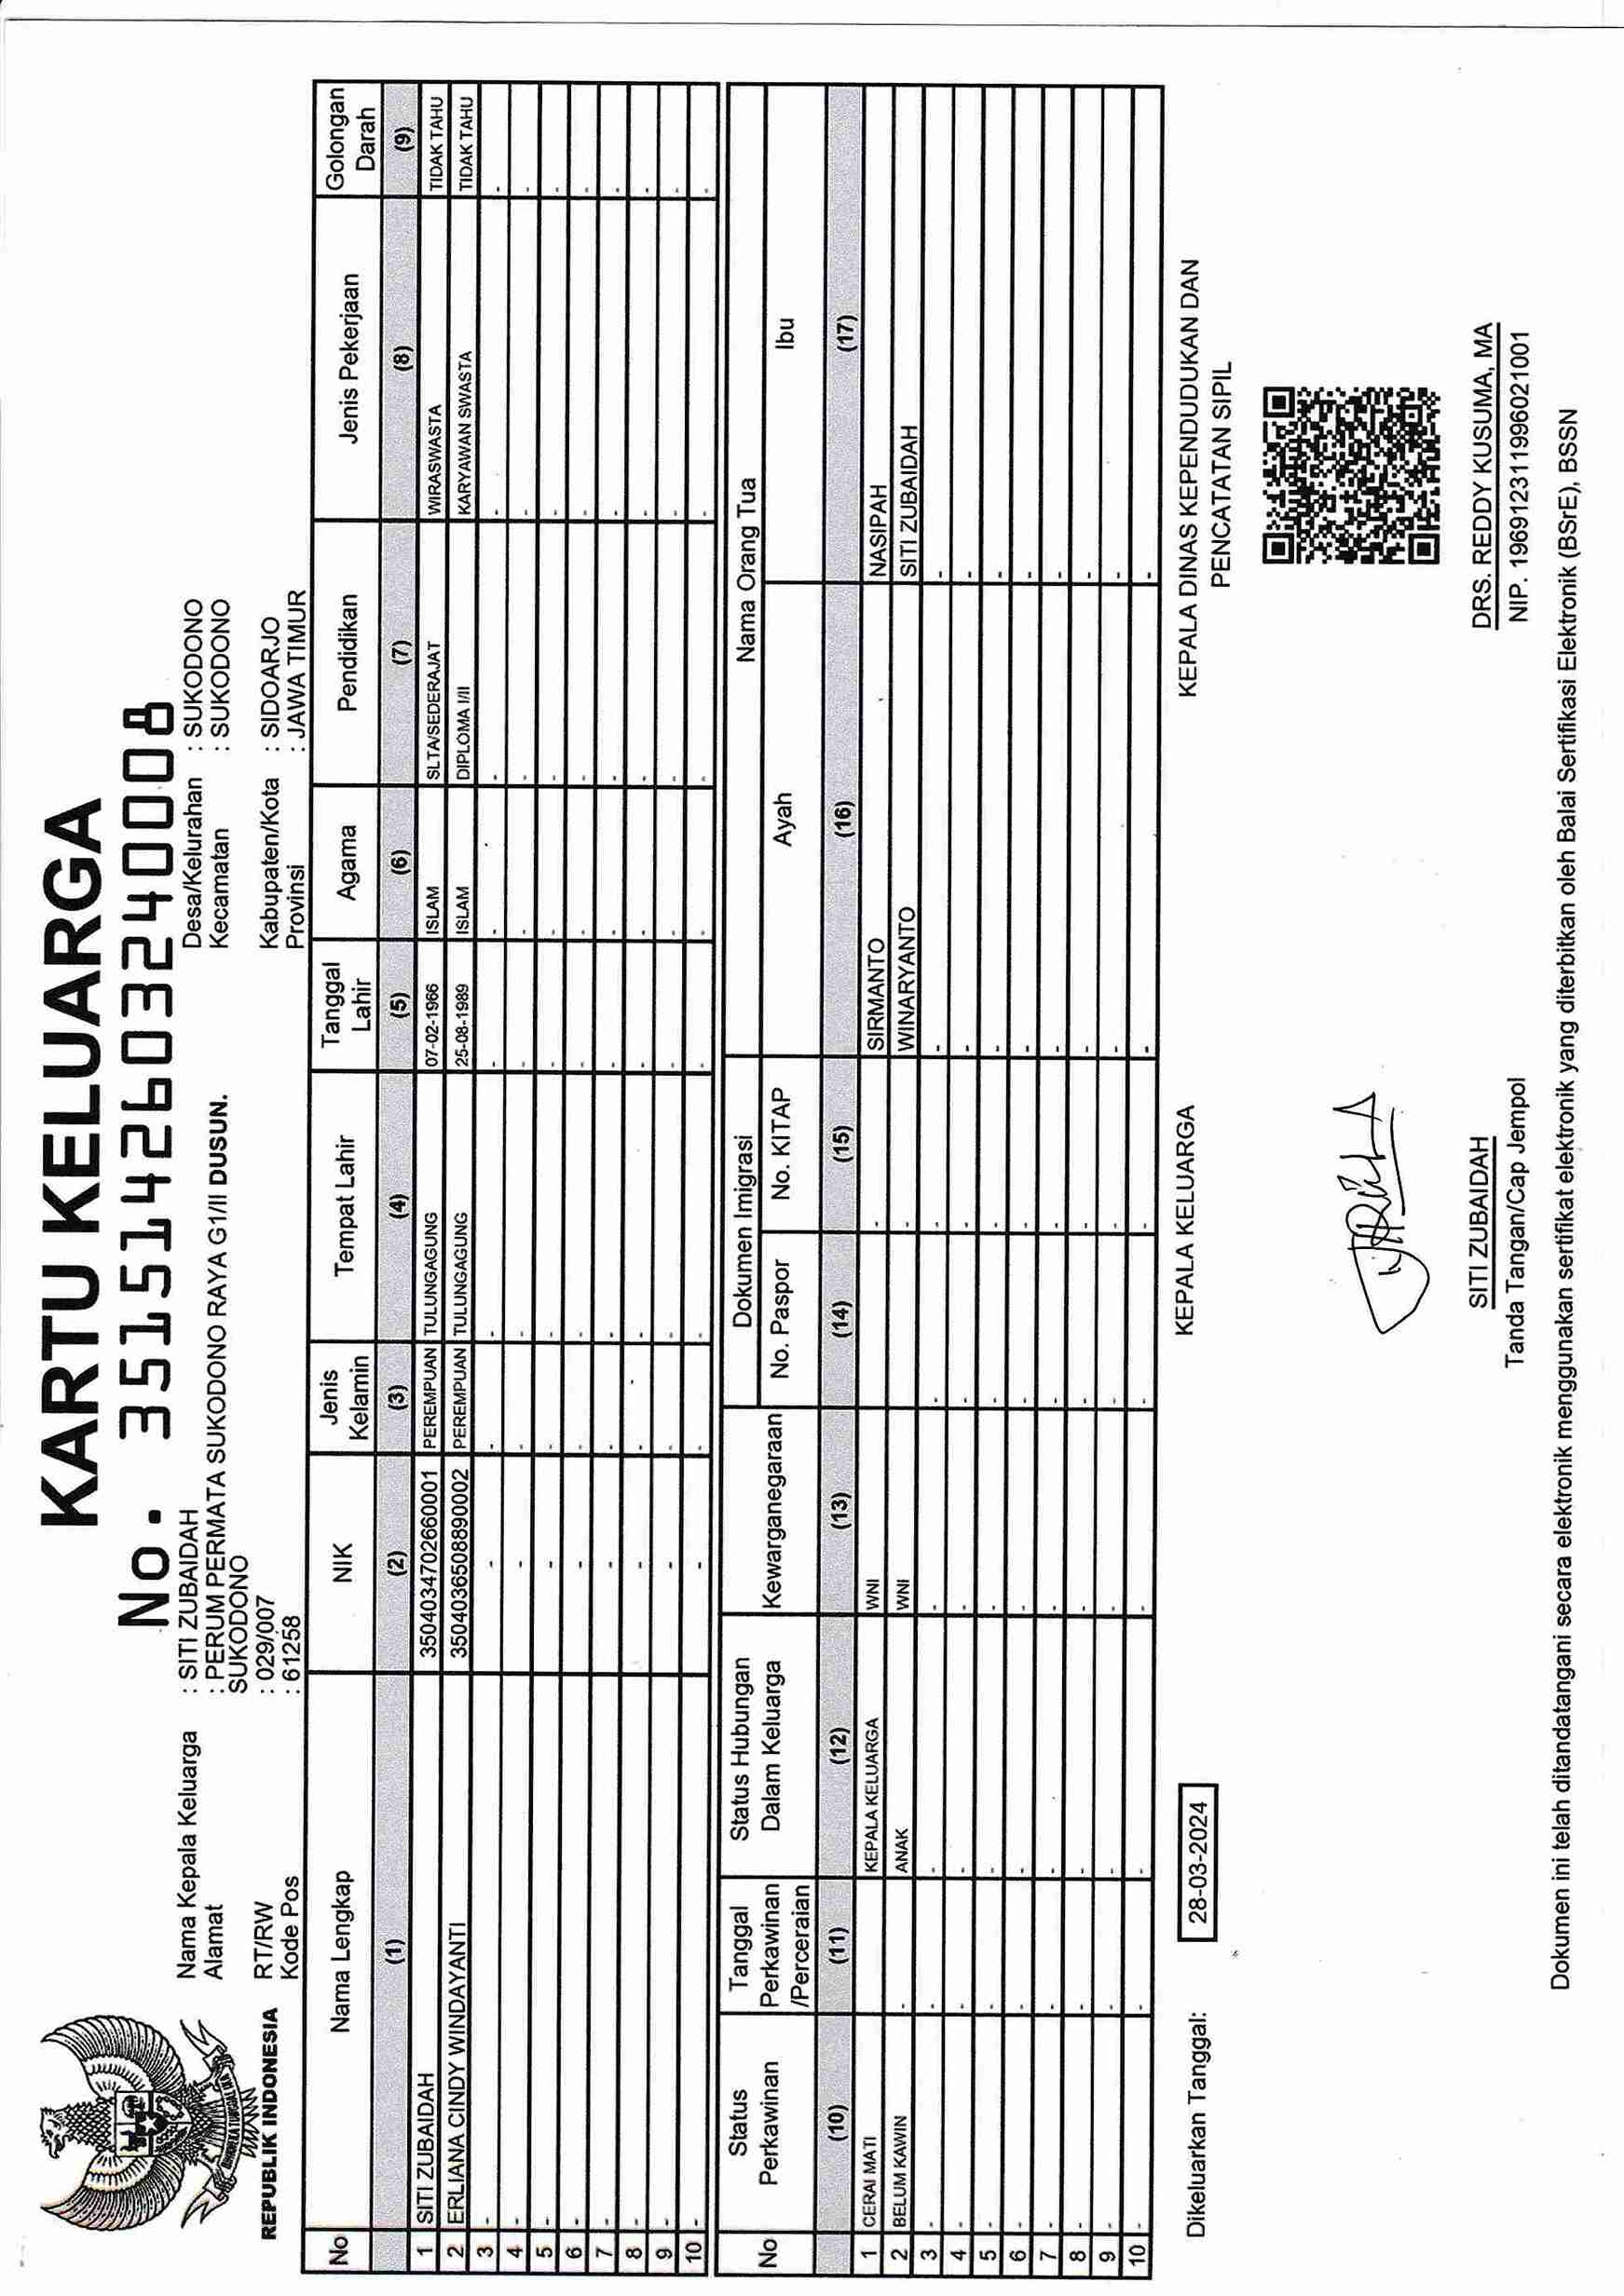 KARTU KELUARGA
No. 3515142603240008
REPUBLIK INDONESIA
Nama Kepala Keluarga : SITI ZUBAIDAH
Alamat : PERUM PERMATA SUKODONO RAYA G1/II DUSUN.
SUKODONO
RT/RW : 029/007
Kode Pos : 61258
Desa/Kelurahan : SUKODONO
Kecamatan : SUKODONO
Kabupaten/Kota : SIDOARJO
Provinsi : JAWA TIMUR
No Nama Lengkap NIK Jenis Kelamin Tempat Lahir Tanggal Lahir Agama Pendidikan Jenis Pekerjaan Golongan Darah
(1) (2) (3) (4) (5) (6) (7) (8) (9)
1 SITI ZUBAIDAH 3504034702660001 PEREMPUAN TULUNGAGUNG 07-02-1966 ISLAM SLTA/SEDERAJAT WIRASWASTA TIDAK TAHU
2 ERLIANA CINDY WINDAYANTI 3504036508890002 PEREMPUAN TULUNGAGUNG 25-08-1989 ISLAM DIPLOMA I/II KARYAWAN SWASTA TIDAK TAHU
3 - - - - - - - - -
4 - - - - - - - - -
5 - - - - - - - - -
6 - - - - - - - - -
7 - - - - - - - - -
8 - - - - - - - - -
9 - - - - - - - - -
10 - - - - - - - - -
No Status Perkawinan Tanggal Perkawinan /Perceraian Status Hubungan Dalam Keluarga Kewarganegaraan Dokumen Imigrasi Nama Orang Tua
No. Paspor No. KITAP Ayah Ibu
(10) (11) (12) (13) (14) (15) (16) (17)
1 CERAI MATI KEPALA KELUARGA WNI - SIRMANTO NASIPAH
2 BELUM KAWIN - ANAK WNI - WINARYANTO SITI ZUBAIDAH
3 - - - - - - - -
4 - - - - - - - -
5 - - - - - - - -
6 - - - - - - - -
7 - - - - - - - -
8 - - - - - - - -
9 - - - - - - - -
10 - - - - - - - -
Dikeluarkan Tanggal: 28-03-2024
KEPALA KELUARGA
SITI ZUBAIDAH
Tanda Tangan/Cap Jempol
KEPALA DINAS KEPENDUDUKAN DAN
PENCATATAN SIPIL
DRS. REDDY KUSUMA, MA
NIP. 196912311996021001
Dokumen ini telah ditandatangani secara elektronik menggunakan sertifikat elektronik yang diterbitkan oleh Balai Sertifikasi Elektronik (BSrE), BSSN